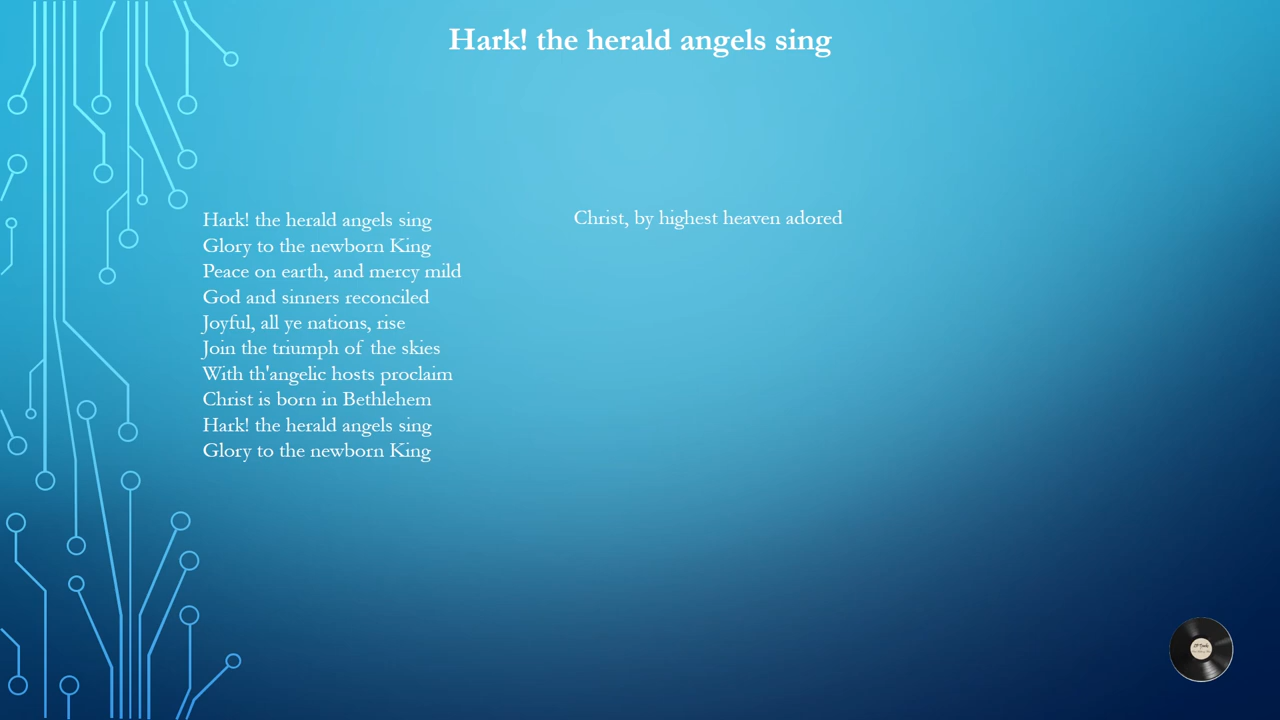 Hark! the herald angels sing
Hark! the herald angels sing
Glory to the newborn King
Peace on earth, and mercy mild
God and sinners reconciled
Joyful, all ye nations, rise
Join the triumph of the skies
With th'angelic hosts proclaim
Christ is born in Bethlehem
Hark! the herald angels sing
Glory to the newborn King
Christ, by highest heaven adored